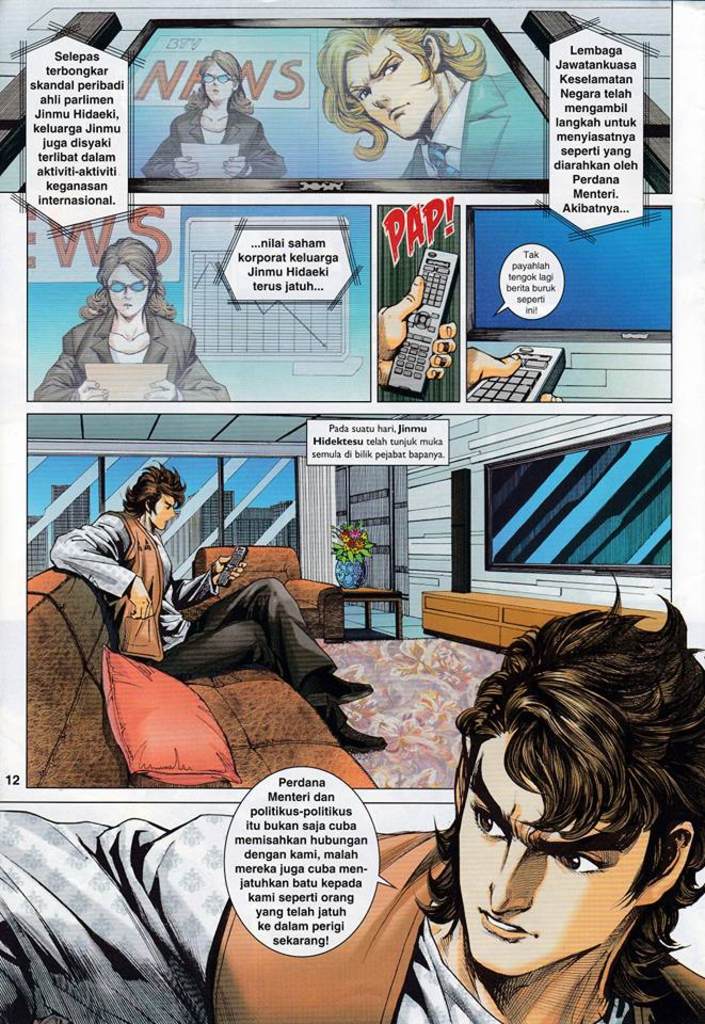 Selepas
terbongkar
skandal peribadi
ahli parlimen
Jinmu Hidaeki,
keluarga Jinmu
juga disyaki
terlibat dalam
aktiviti-aktiviti
keganasan
internasional.
BTV
NEWS
Lembaga
Jawatankuasa
Keselamatan
Negara telah
mengambil
langkah untuk
menyiasatnya
seperti yang
diarahkan oleh
Perdana
Menteri.
Akibatnya...
EWS
...nilai saham
korporat keluarga
Jinmu Hidaeki
terus jatuh...
PAP!
Tak
payahlah
tengok lagi
berita buruk
seperti
ini!
Pada suatu hari, Jinmu
Hidektesu telah tunjuk muka
semula di bilik pejabat bapanya.
12
Perdana
Menteri dan
politikus-politikus
itu bukan saja cuba
memisahkan hubungan
dengan kami, malah
mereka juga cuba men-
jatuhkan batu kepada
kami seperti orang
yang telah jatuh
ke dalam perigi
sekarang!